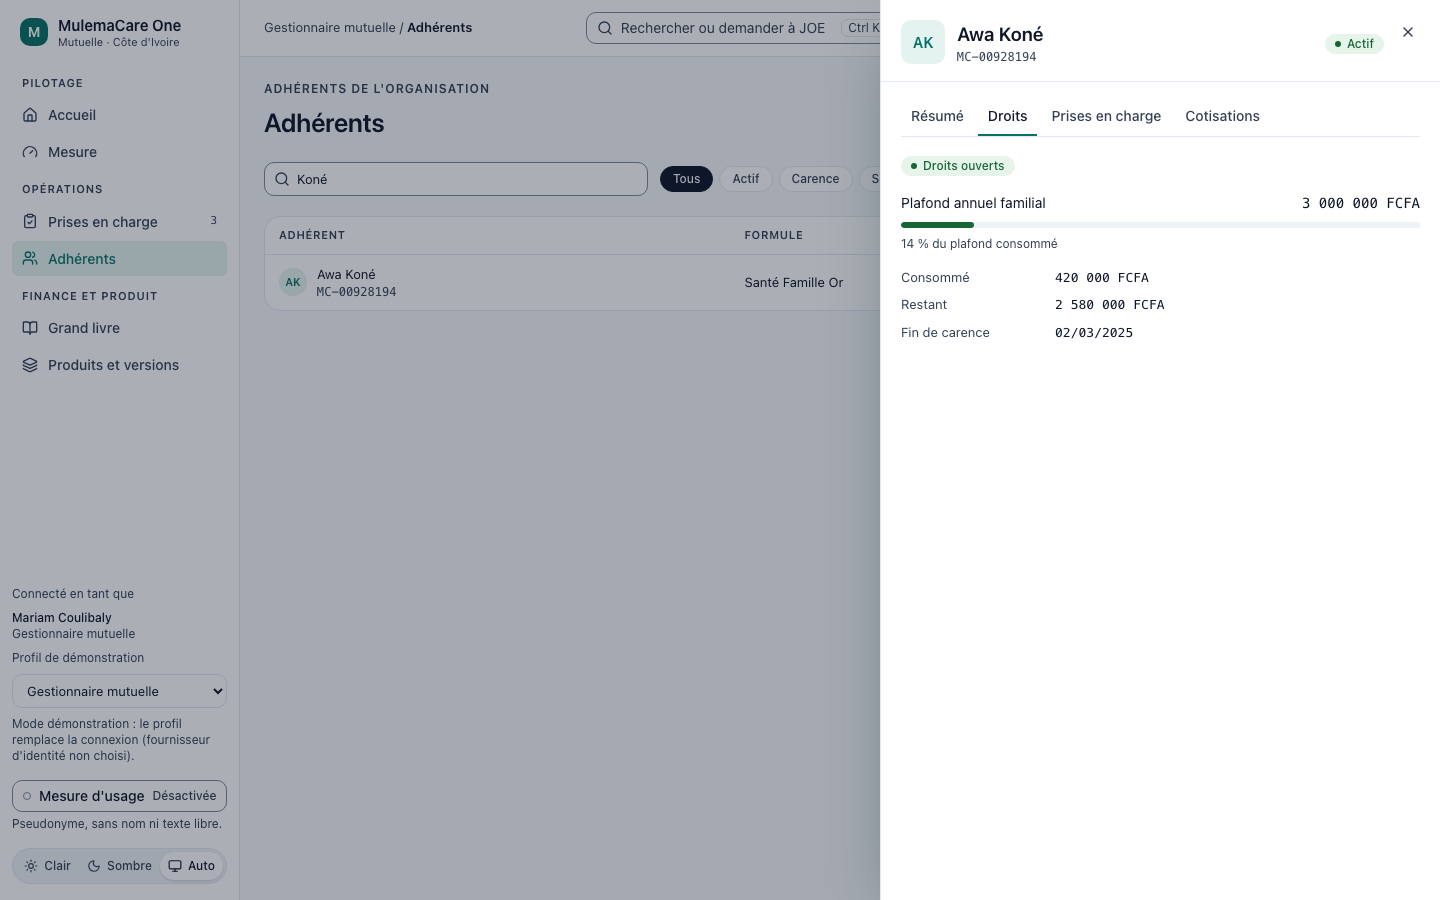 M
MulemaCare One
Mutuelle · Côte d'Ivoire
PILOTAGE
Accueil
Mesure
OPÉRATIONS
Prises en charge 3
Adhérents
FINANCE ET PRODUIT
Grand livre
Produits et versions
Connecté en tant que
Mariam Coulibaly
Gestionnaire mutuelle
Profil de démonstration
Gestionnaire mutuelle
Mode démonstration : le profil
remplace la connexion (fournisseur
d'identité non choisi).
Mesure d'usage Désactivée
Pseudonyme, sans nom ni texte libre.
Clair Sombre Auto
Gestionnaire mutuelle / Adhérents
Rechercher ou demander à JOE Ctrl K
ADHÉRENTS DE L'ORGANISATION
Adhérents
Koné
Tous Actif Carence S
ADHÉRENT FORMULE
AK
Awa Koné
MC-00928194
Santé Famille Or
AK
Awa Koné
MC-00928194
Actif
Résumé Droits Prises en charge Cotisations
Droits ouverts
Plafond annuel familial 3 000 000 FCFA
14 % du plafond consommé
Consommé 420 000 FCFA
Restant 2 580 000 FCFA
Fin de carence 02/03/2025